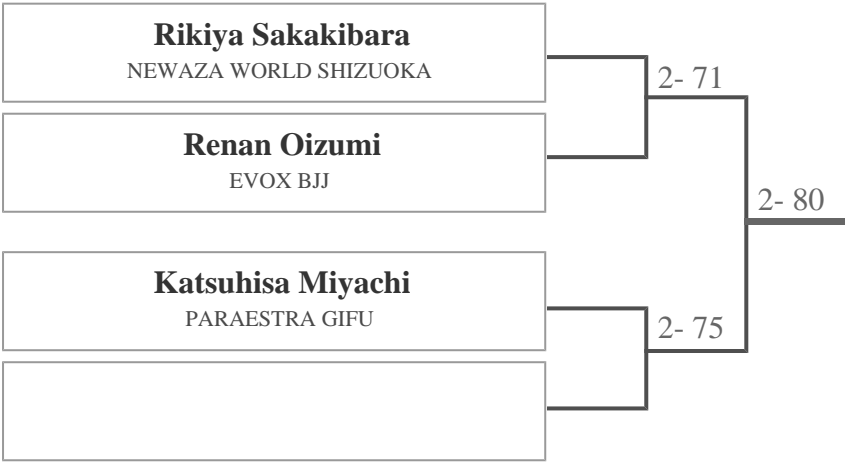 Rikiya Sakakibara
NEWAZA WORLD SHIZUOKA
2- 71
Renan Oizumi
EVOX BJJ
2- 80
Katsuhisa Miyachi
PARAESTRA GIFU
2- 75